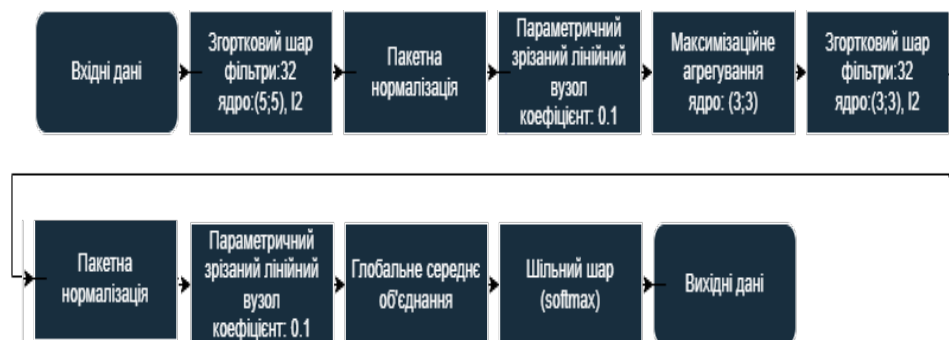 Вхідні дані
Згортковий шар
фільтри:32
ядро:(5;5), l2
Пакетна
нормалізація
Параметричний
зрізаний лінійний
вузол
коефіцієнт: 0.1
Максимізаційне
агрегування
ядро: (3;3)
Згортковий шар
фільтри:32
ядро:(3;3), l2
Пакетна
нормалізація
Параметричний
зрізаний лінійний
вузол
коефіцієнт: 0.1
Глобальне середнє
об'єднання
Шільний шар
(softmax)
Вихідні дані